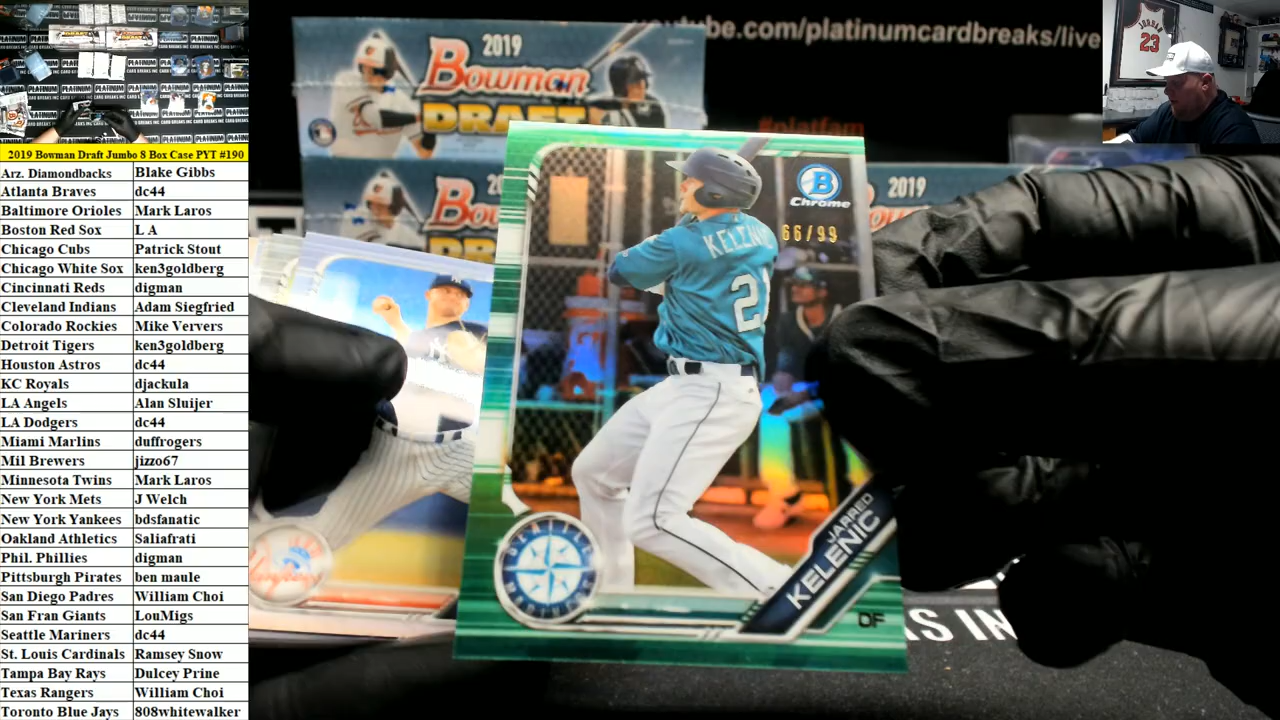 2019 Bowman Draft Jumbo 8 Box Case PYT #190
Arz. Diamondbacks Blake Gibbs
Atlanta Braves dc44
Baltimore Orioles Mark Laros
Boston Red Sox L A
Chicago Cubs Patrick Stout
Chicago White Sox ken3goldberg
Cincinnati Reds digman
Cleveland Indians Adam Siegfried
Colorado Rockies Mike Ververs
Detroit Tigers ken3goldberg
Houston Astros dc44
KC Royals djackula
LA Angels Alan Sluijer
LA Dodgers dc44
Miami Marlins duffrogers
Mil Brewers jizzo67
Minnesota Twins Mark Laros
New York Mets J Welch
New York Yankees bdsfanatic
Oakland Athletics Saliafrati
Phil. Phillies digman
Pittsburgh Pirates ben maule
San Diego Padres William Choi
San Fran Giants LouMigs
Seattle Mariners dc44
St. Louis Cardinals Ramsey Snow
Tampa Bay Rays Dulcey Prine
Texas Rangers William Choi
Toronto Blue Jays 808whitewalker
utube.com/platinumcardbreaks/live
2019
Bowman
DRAFT
2019
B
Chrome
66/99
KELENIC
21
SEATTLE
MARINERS
JARRED
KELENIC
OF
KS IN
JORDAN
23